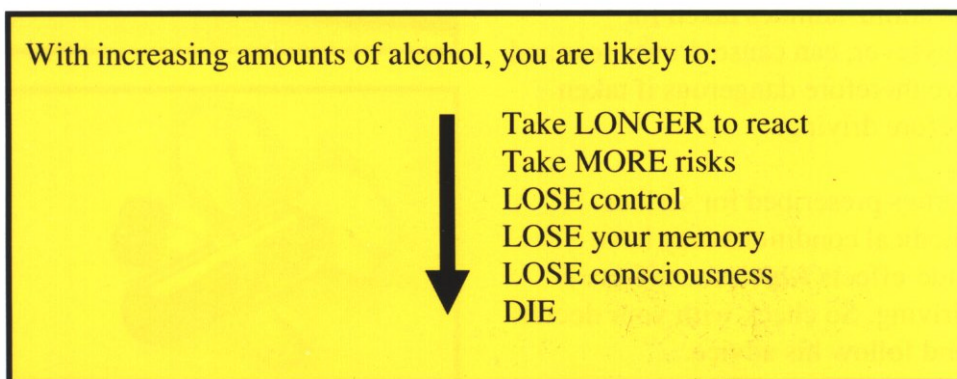 With increasing amounts of alcohol, you are likely to:
Take LONGER to react
Take MORE risks
LOSE control
LOSE your memory
LOSE consciousness
DIE